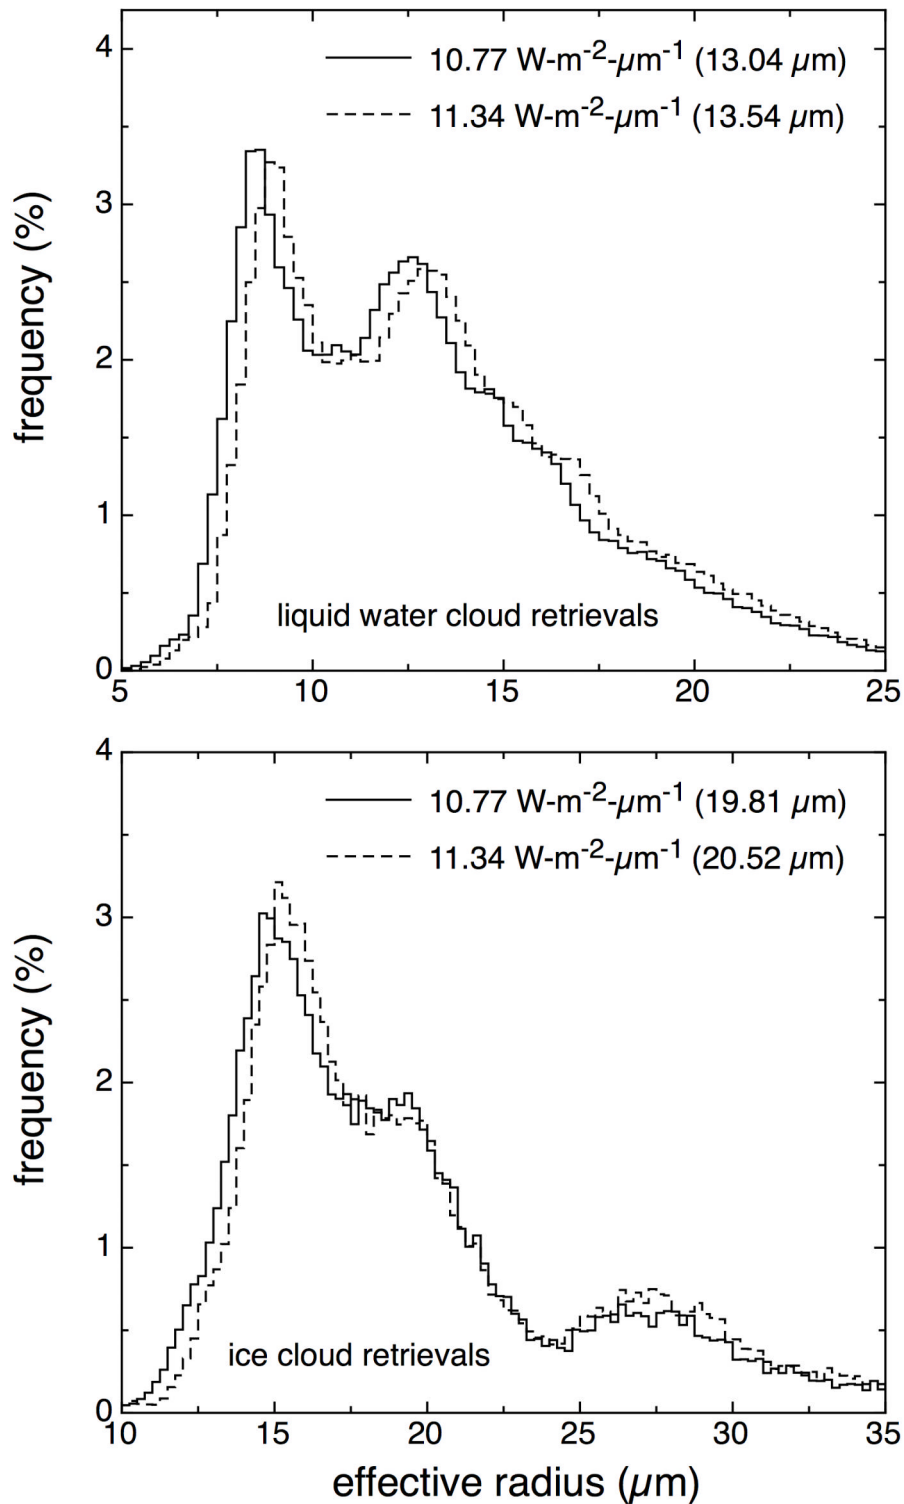 4
10.77 W-m-2-µm-1 (13.04 µm)
11.34 W-m-2-µm-1 (13.54 µm)
3
frequency (%)
2
1
liquid water cloud retrievals
0
5 10 15 20 25
4
10.77 W-m-2-µm-1 (19.81 µm)
11.34 W-m-2-µm-1 (20.52 µm)
3
frequency (%)
2
1
ice cloud retrievals
0
10 15 20 25 30 35
effective radius (µm)